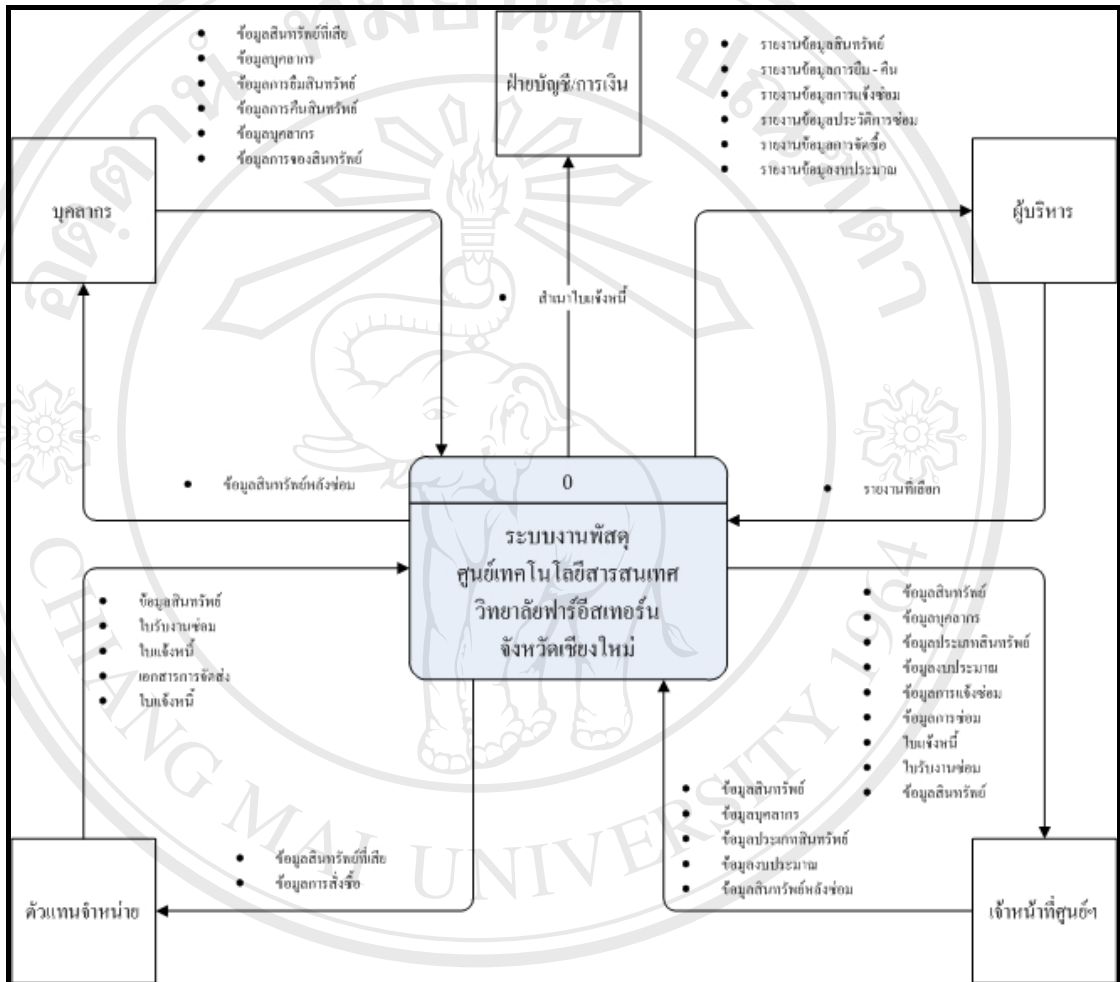 ข้อมูลสินทรัพย์ที่เสีย
ข้อมูลบุคลากร
ข้อมูลการยืมสินทรัพย์
ข้อมูลการคืนสินทรัพย์
ข้อมูลบุคลากร
ข้อมูลการจองสินทรัพย์
ฝ่ายบัญชี/การเงิน
รายงานข้อมูลสินทรัพย์
รายงานข้อมูลการยืม - คืน
รายงานข้อมูลการแจ้งซ่อม
รายงานข้อมูลประวัติการซ่อม
รายงานข้อมูลการจัดซื้อ
รายงานข้อมูลงบประมาณ
บุคลากร
ผู้บริหาร
สำเนาใบแจ้งหนี้
ข้อมูลสินทรัพย์หลังซ่อม
รายงานที่เลือก
0
ระบบงานพัสดุ
ศูนย์เทคโนโลยีสารสนเทศ
วิทยาลัยฟาร์อีสเทอร์น
จังหวัดเชียงใหม่
ข้อมูลสินทรัพย์
ใบรับงานซ่อม
ใบแจ้งหนี้
เอกสารการจัดส่ง
ใบแจ้งหนี้
ข้อมูลสินทรัพย์
ข้อมูลบุคลากร
ข้อมูลประเภทสินทรัพย์
ข้อมูลงบประมาณ
ข้อมูลการแจ้งซ่อม
ข้อมูลการซ่อม
ใบแจ้งหนี้
ใบรับงานซ่อม
ข้อมูลสินทรัพย์
ข้อมูลสินทรัพย์
ข้อมูลบุคลากร
ข้อมูลประเภทสินทรัพย์
ข้อมูลงบประมาณ
ข้อมูลสินทรัพย์หลังซ่อม
ข้อมูลสินทรัพย์ที่เสีย
ข้อมูลการสั่งซื้อ
ตัวแทนจำหน่าย
เจ้าหน้าที่ศูนย์ฯ
CHIANG MAI UNIVERSITY 1964